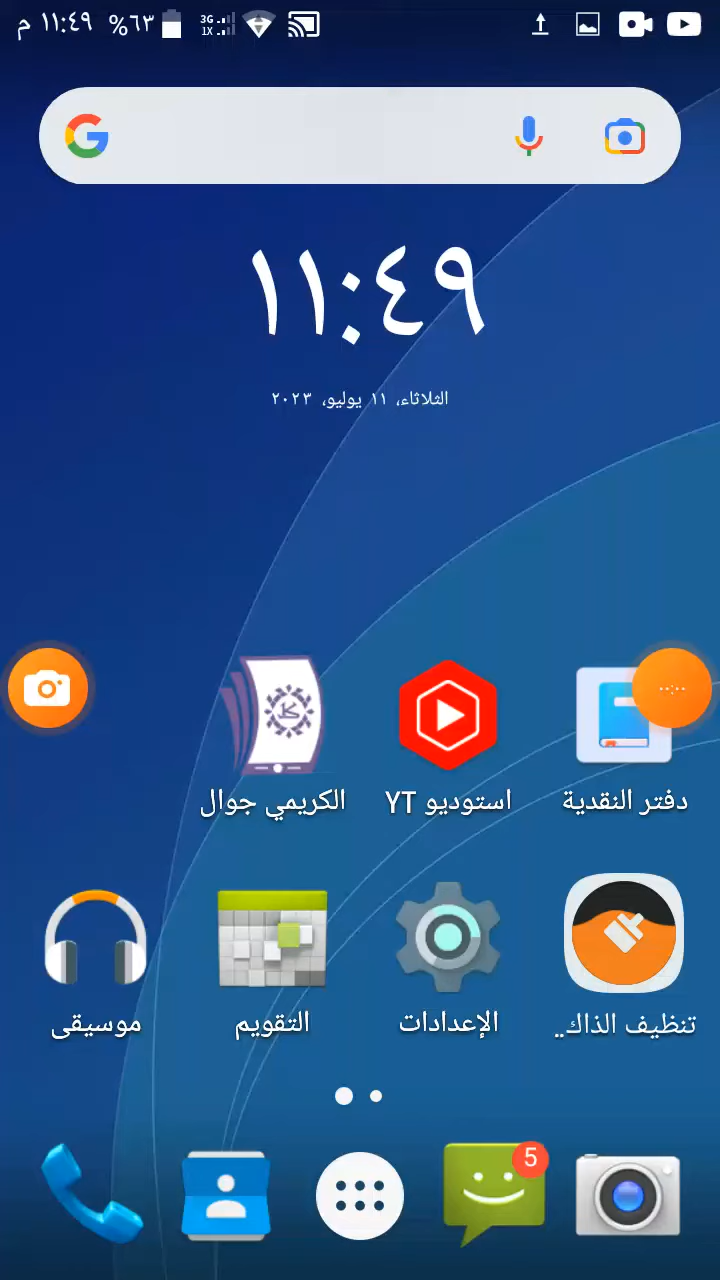 ١١:٤٩ م ٦٣% 3G 1X
١١:٤٩
الثلاثاء، ١١ يوليو، ٢٠٢٣
دفتر النقدية
استوديو YT
الكريمي جوال
تنظيف الذاك..
الإعدادات
التقويم
موسيقى
5